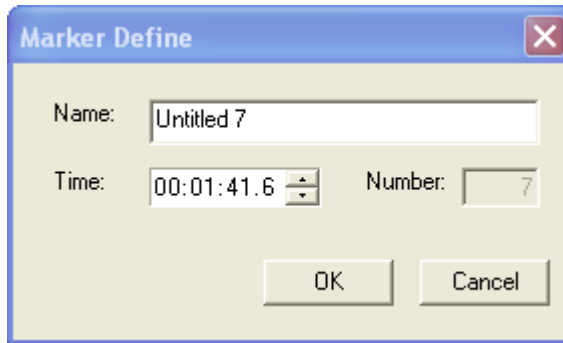 Marker Define
Name: Untitled 7
Time: 00:01:41.6 Number: 7
OK Cancel